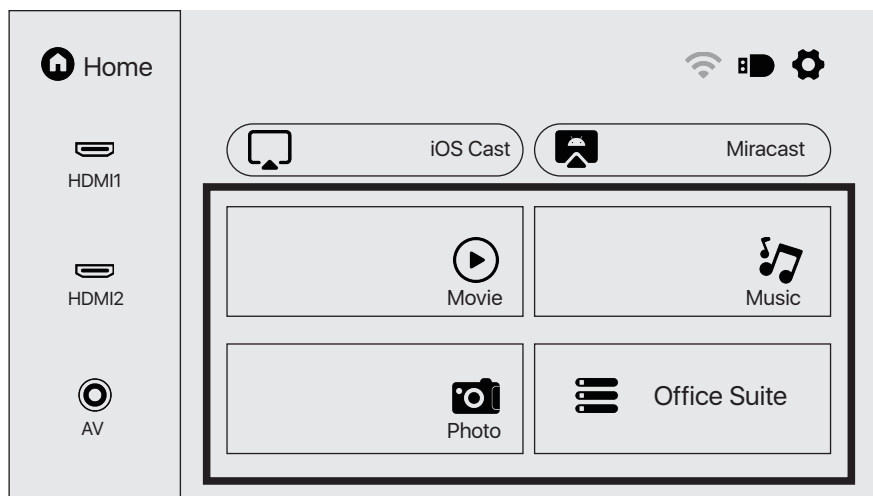 Home
HDMI1
HDMI2
AV
iOS Cast
Miracast
Movie
Music
Photo
Office Suite